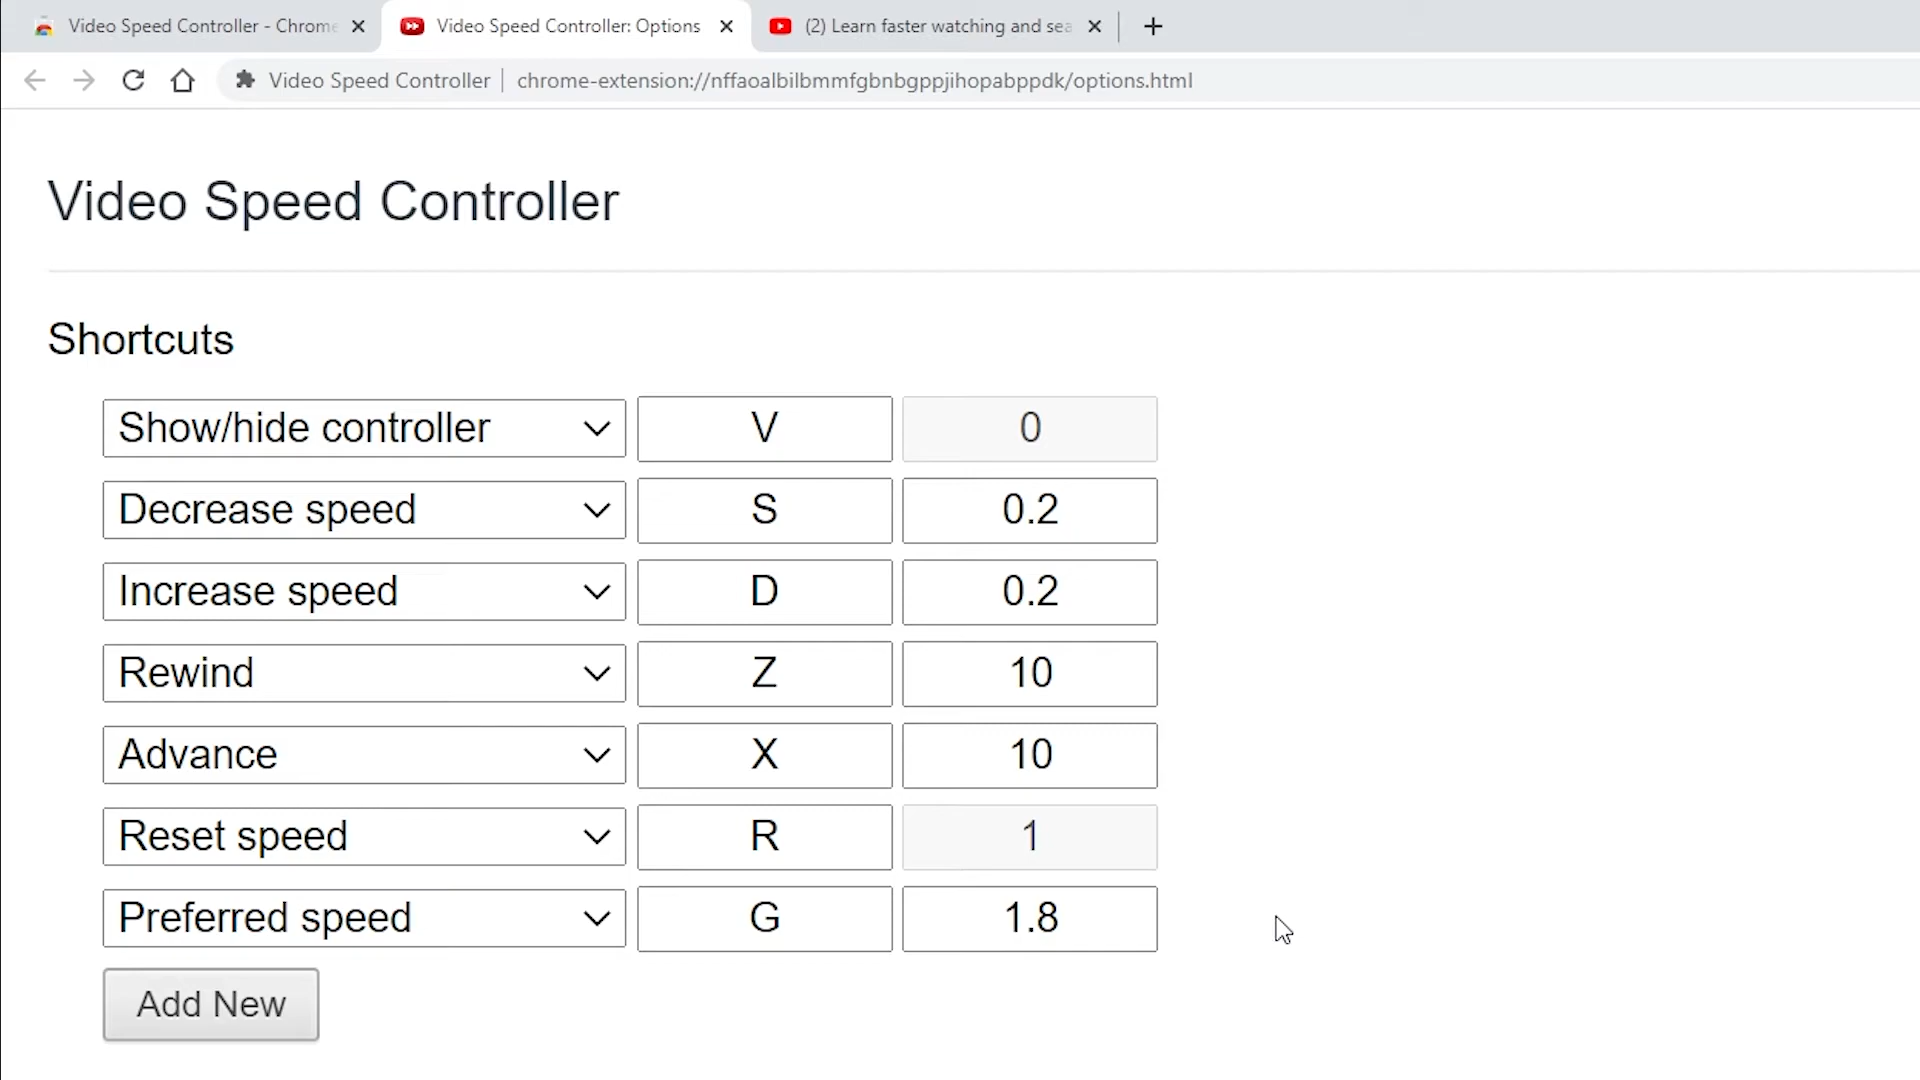 Video Speed Controller - Chrome
Video Speed Controller: Options
(2) Learn faster watching and sea
Video Speed Controller | chrome-extension://nffaoalbilbmmfgbnbgppjihopabppdk/options.html
Video Speed Controller
Shortcuts
Show/hide controller V 0
Decrease speed S 0.2
Increase speed D 0.2
Rewind Z 10
Advance X 10
Reset speed R 1
Preferred speed G 1.8
Add New